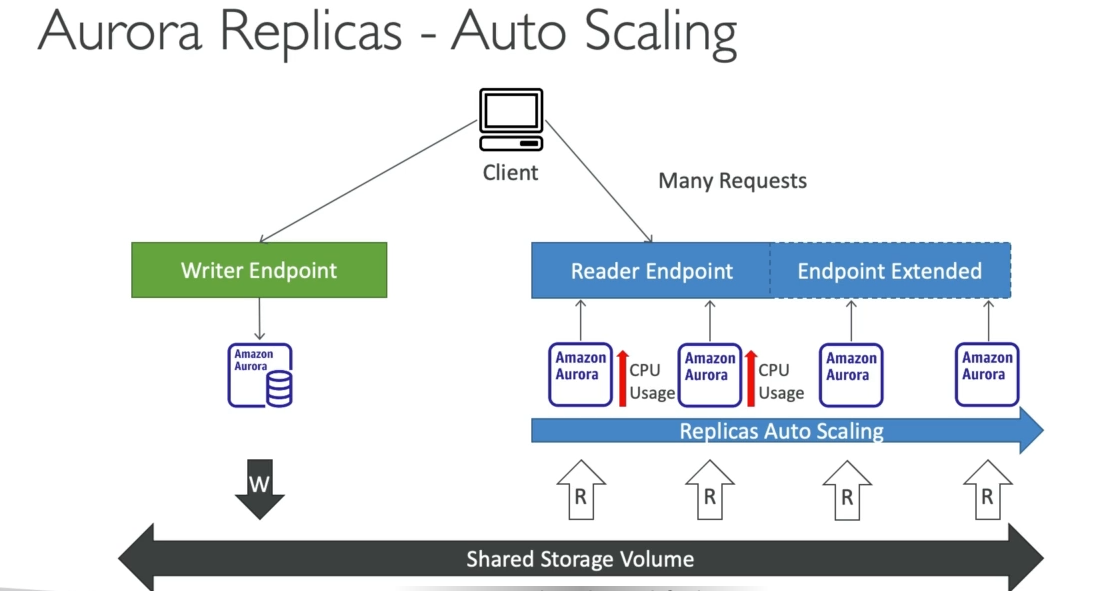 Aurora Replicas - Auto Scaling
Client
Many Requests
Writer Endpoint
Reader Endpoint
Endpoint Extended
Amazon
Aurora
Amazon
Aurora
CPU
Usage
Amazon
Aurora
CPU
Usage
Amazon
Aurora
Amazon
Aurora
Replicas Auto Scaling
W
R
R
R
R
Shared Storage Volume